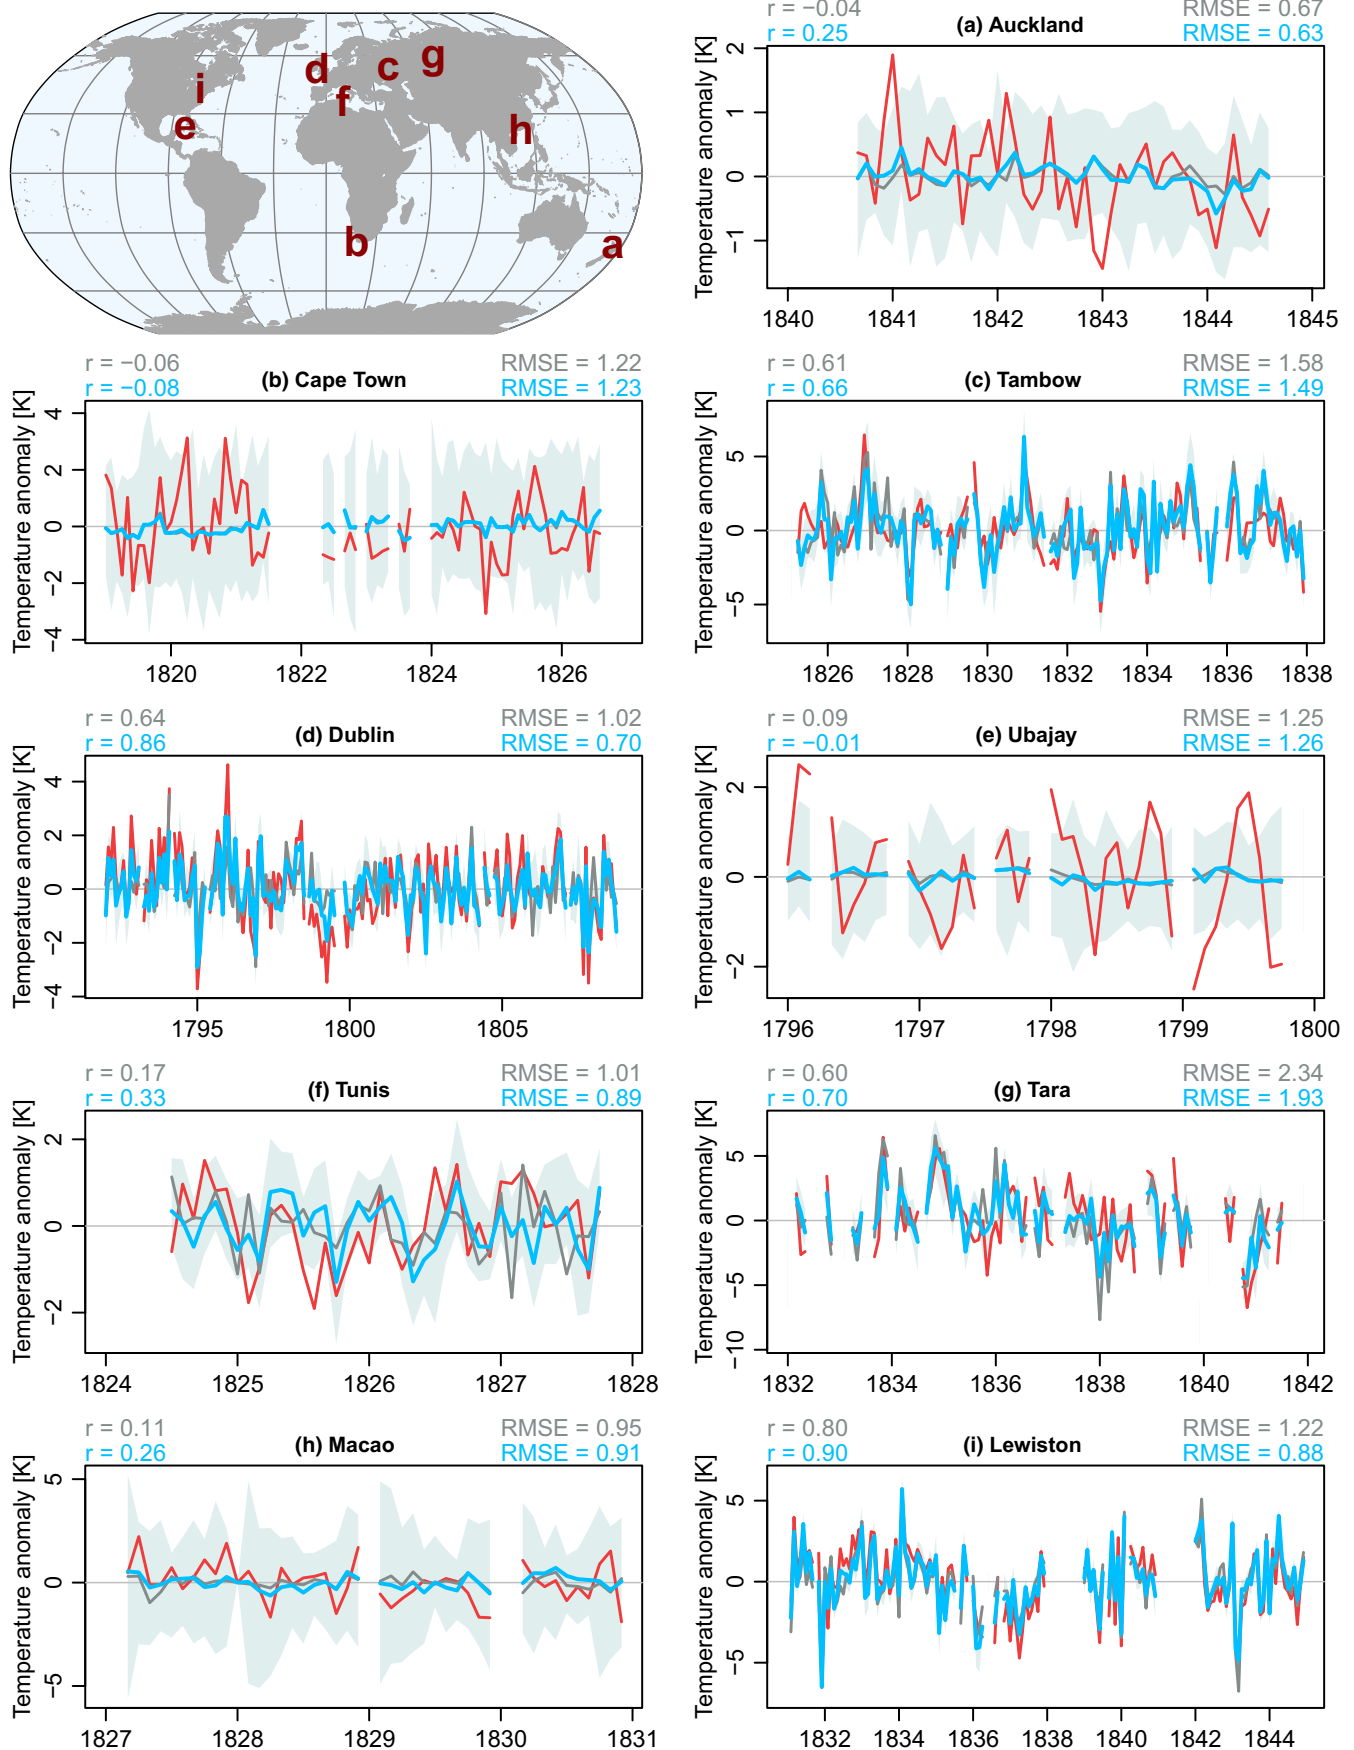 g
d
c
i
f
e
h
b
a
r = −0.04
RMSE = 0.67
r = 0.25
(a) Auckland
RMSE = 0.63
Temperature anomaly [K]
2
1
0
−1
1840 1841 1842 1843 1844 1845
r = −0.06
RMSE = 1.22
r = −0.08
(b) Cape Town
RMSE = 1.23
Temperature anomaly [K]
4
2
0
−2
−4
1820 1822 1824 1826
r = 0.61
RMSE = 1.58
r = 0.66
(c) Tambow
RMSE = 1.49
Temperature anomaly [K]
5
0
−5
1826 1828 1830 1832 1834 1836 1838
r = 0.64
RMSE = 1.02
r = 0.86
(d) Dublin
RMSE = 0.70
Temperature anomaly [K]
4
2
0
−2
−4
1795 1800 1805
r = 0.09
RMSE = 1.25
r = −0.01
(e) Ubajay
RMSE = 1.26
Temperature anomaly [K]
2
0
−2
1796 1797 1798 1799 1800
r = 0.17
RMSE = 1.01
r = 0.33
(f) Tunis
RMSE = 0.89
Temperature anomaly [K]
2
0
−2
1824 1825 1826 1827 1828
r = 0.60
RMSE = 2.34
r = 0.70
(g) Tara
RMSE = 1.93
Temperature anomaly [K]
5
0
−5
−10
1832 1834 1836 1838 1840 1842
r = 0.11
RMSE = 0.95
r = 0.26
(h) Macao
RMSE = 0.91
Temperature anomaly [K]
5
0
−5
1827 1828 1829 1830 1831
r = 0.80
RMSE = 1.22
r = 0.90
(i) Lewiston
RMSE = 0.88
Temperature anomaly [K]
5
0
−5
1832 1834 1836 1838 1840 1842 1844